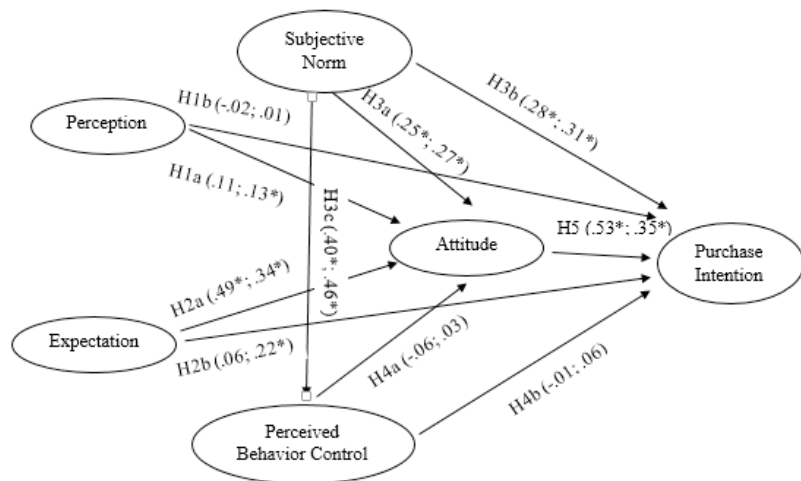 Subjective
Norm
H3b (.28*; .31*)
H1b (-.02; .01)
H3a (.25*; .27*)
Perception
H1a (.11; .13*)
H3c (.40*; .46*)
H5 (.53*; .35*)
Attitude
Purchase
Intention
H2a (.49*; .34*)
Expectation
H2b (.06; .22*)
H4a (-.06; .03)
H4b (-.01; .06)
Perceived
Behavior Control